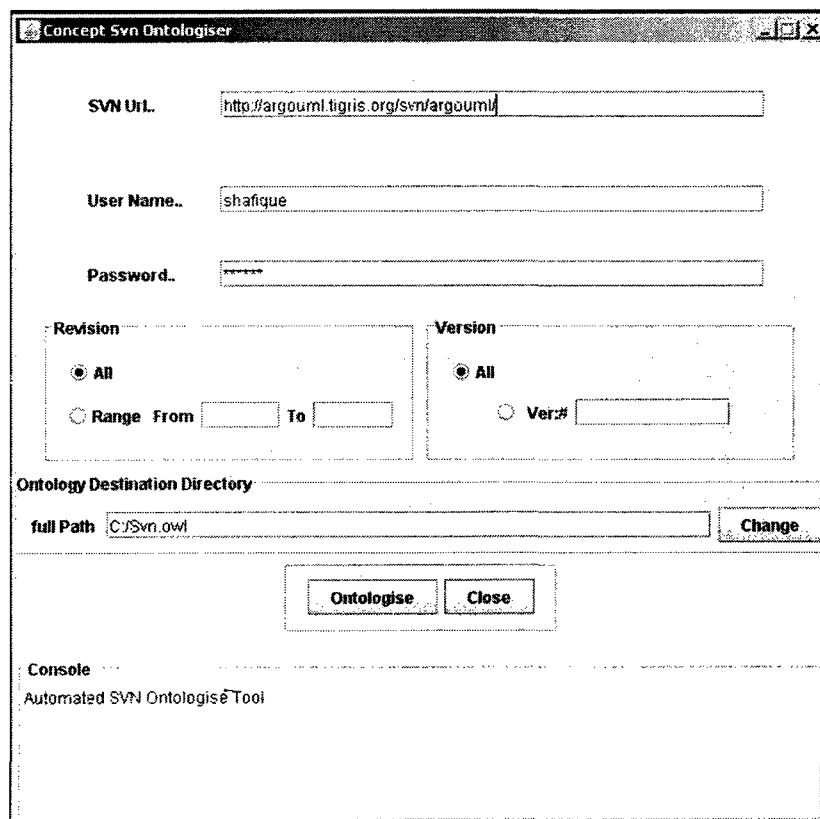 Concept Svn Ontologiser
SVN Url..
http://argouml.tigris.org/svn/argouml/
User Name..
shafique
Password..
******
Revision
All
Range From To
Version
All
Ver:#
Ontology Destination Directory
full Path C:/Svn.owl Change
Ontologise Close
Console
Automated SVN Ontologise Tool